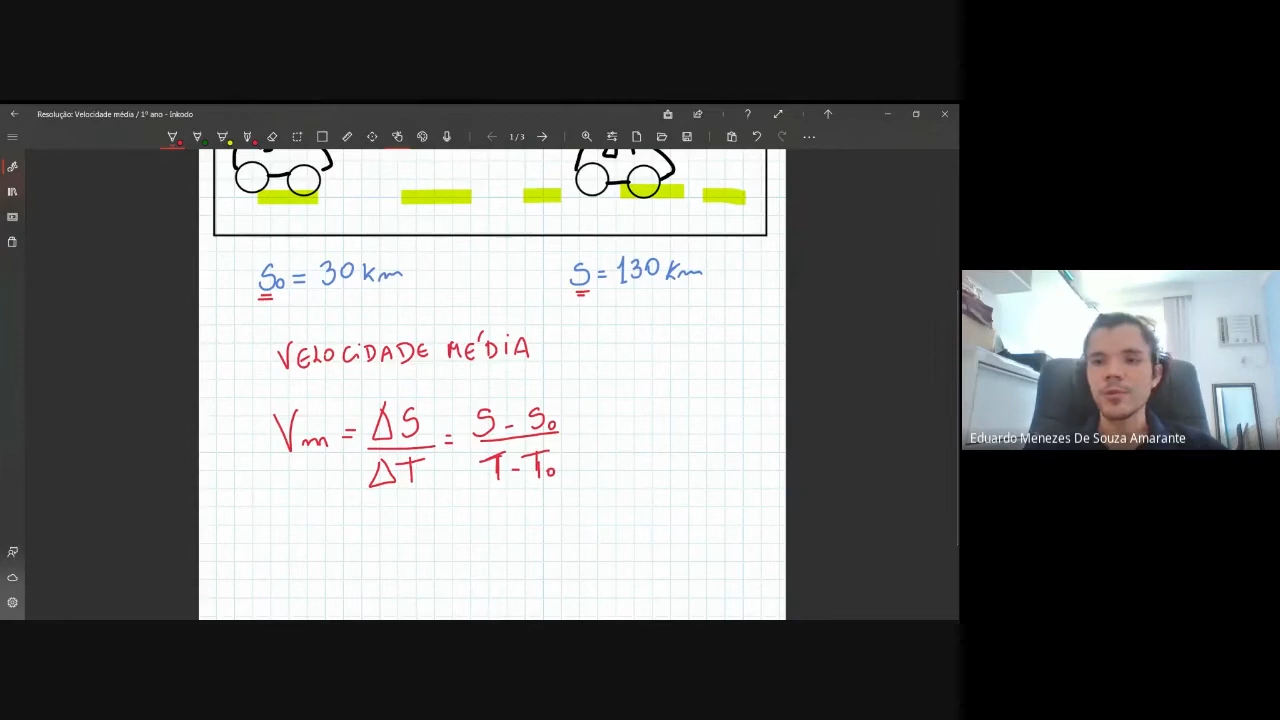 Resolução: Velocidade média / 1º ano - Inkodo
1/3
S₀ = 30 km
S = 130 km
VELOCIDADE MÉDIA
Vm = ΔS/ΔT = S - S₀/T - T₀
Eduardo Menezes De Souza Amarante